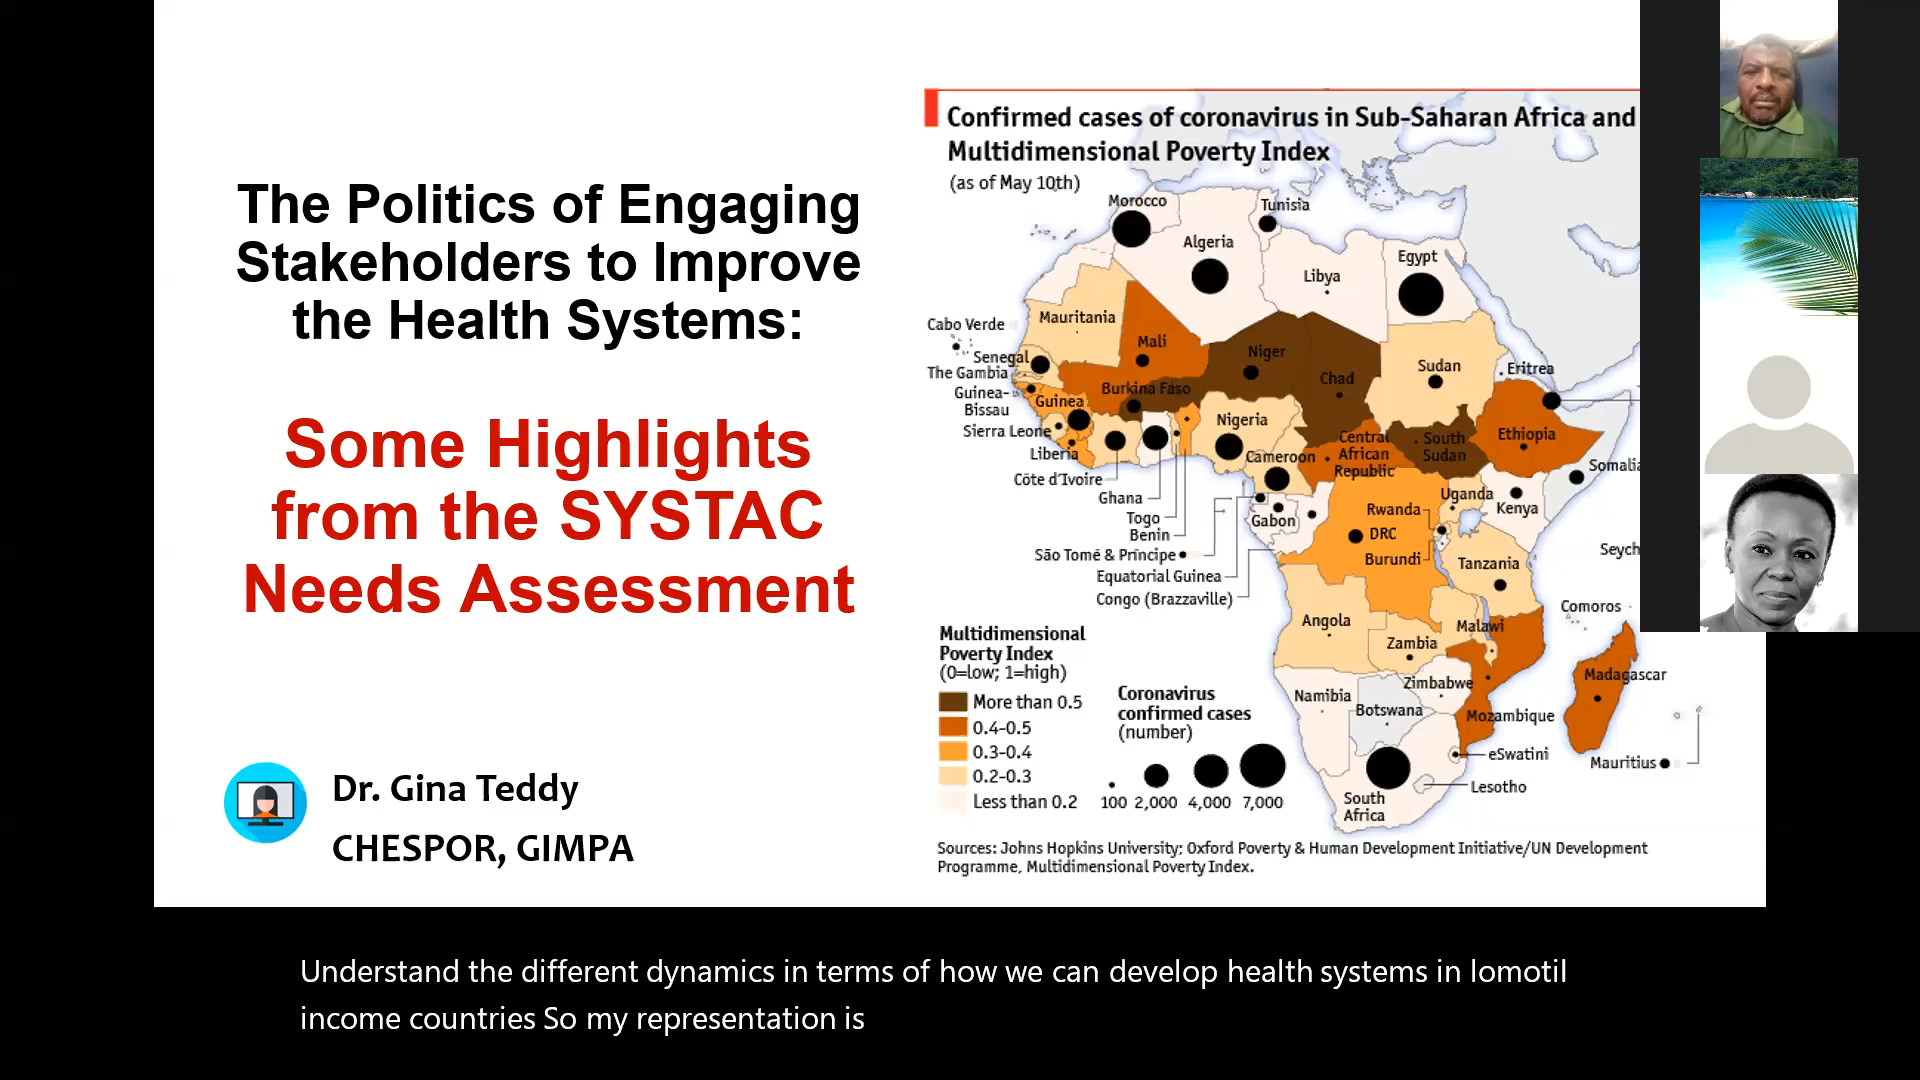 The Politics of Engaging
Stakeholders to Improve
the Health Systems:
Some Highlights
from the SYSTAC
Needs Assessment
Dr. Gina Teddy
CHESPOR, GIMPA
Confirmed cases of coronavirus in Sub-Saharan Africa and
Multidimensional Poverty Index
(as of May 10th)
Morocco
Tunisia
Algeria
Libya
Egypt
Mauritania
Cabo Verde
Mali
Niger
Senegal
The Gambia
Chad
Sudan
Eritrea
Guinea-
Bissau
Burkina Faso
Guinea
Nigeria
Sierra Leone
Central
African
Republic
South
Sudan
Ethiopia
Liberia
Cameroon
Somalia
Côte d'Ivoire
Ghana
Togo
Benin
Gabon
Uganda
Kenya
Rwanda
DRC
São Tomé & Príncipe
Burundi
Tanzania
Seych
Equatorial Guinea
Congo (Brazzaville)
Comoros
Angola
Malawi
Zambia
Madagascar
Zimbabwe
Namibia
Botswana
Mozambique
eSwatini
Mauritius
Lesotho
South
Africa
Multidimensional
Poverty Index
(0=low; 1=high)
More than 0.5
0.4-0.5
0.3-0.4
0.2-0.3
Less than 0.2
Coronavirus
confirmed cases
(number)
100 2,000 4,000 7,000
Sources: Johns Hopkins University; Oxford Poverty & Human Development Initiative/UN Development
Programme, Multidimensional Poverty Index.
Understand the different dynamics in terms of how we can develop health systems in lomotil
income countries So my representation is